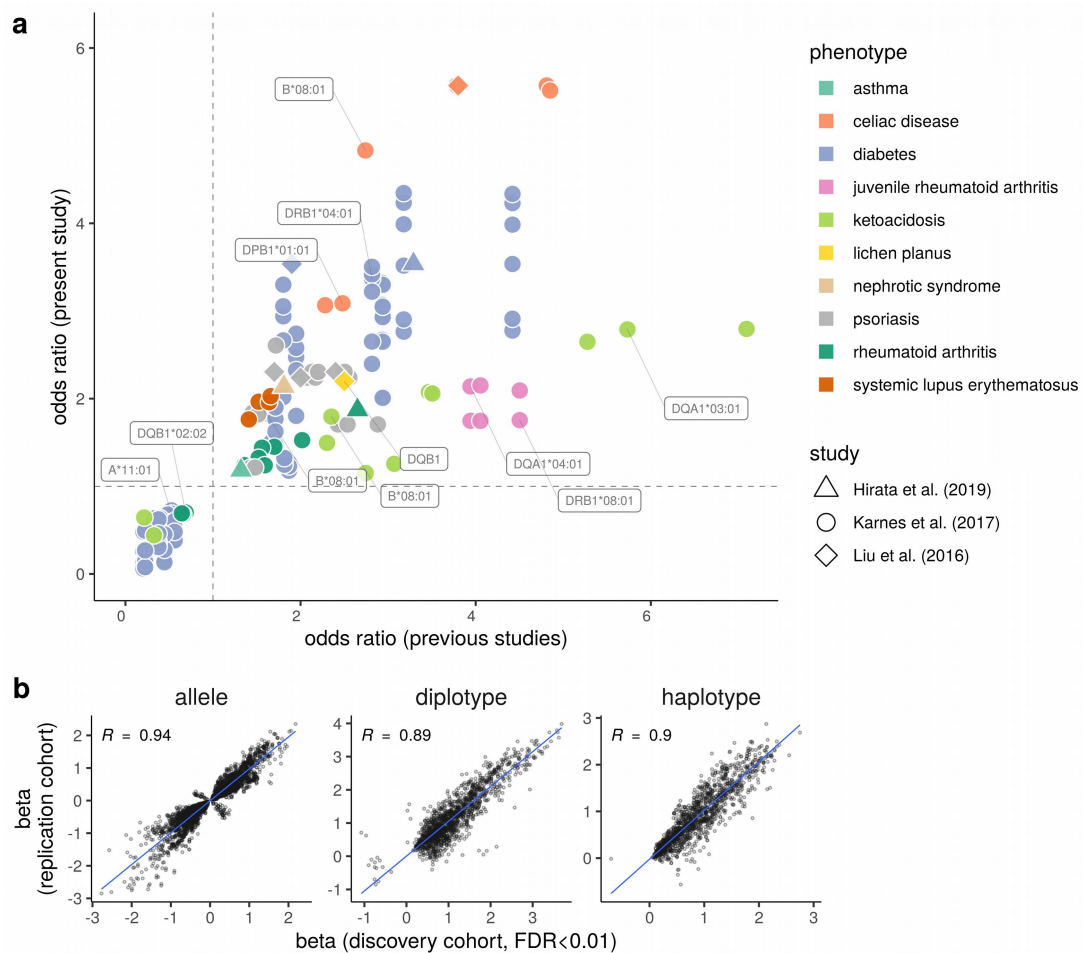 a
6
4
2
0
0
2
4
6
odds ratio (present study)
odds ratio (previous studies)
B*08:01
DRB1*04:01
DPB1*01:01
DQA1*03:01
DQB1*02:02
DQB1
A*11:01
DQA1*04:01
B*08:01
B*08:01
DRB1*08:01
phenotype
asthma
celiac disease
diabetes
juvenile rheumatoid arthritis
ketoacidosis
lichen planus
nephrotic syndrome
psoriasis
rheumatoid arthritis
systemic lupus erythematosus
study
Hirata et al. (2019)
Karnes et al. (2017)
Liu et al. (2016)
b
allele
diplotype
haplotype
R = 0.94
R = 0.89
R = 0.9
beta
(replication cohort)
2
1
0
-1
-2
-3
-3
-2
-1
0
1
2
4
3
2
1
0
-1
-1
0
1
2
3
3
2
1
0
0
1
2
3
beta (discovery cohort, FDR<0.01)